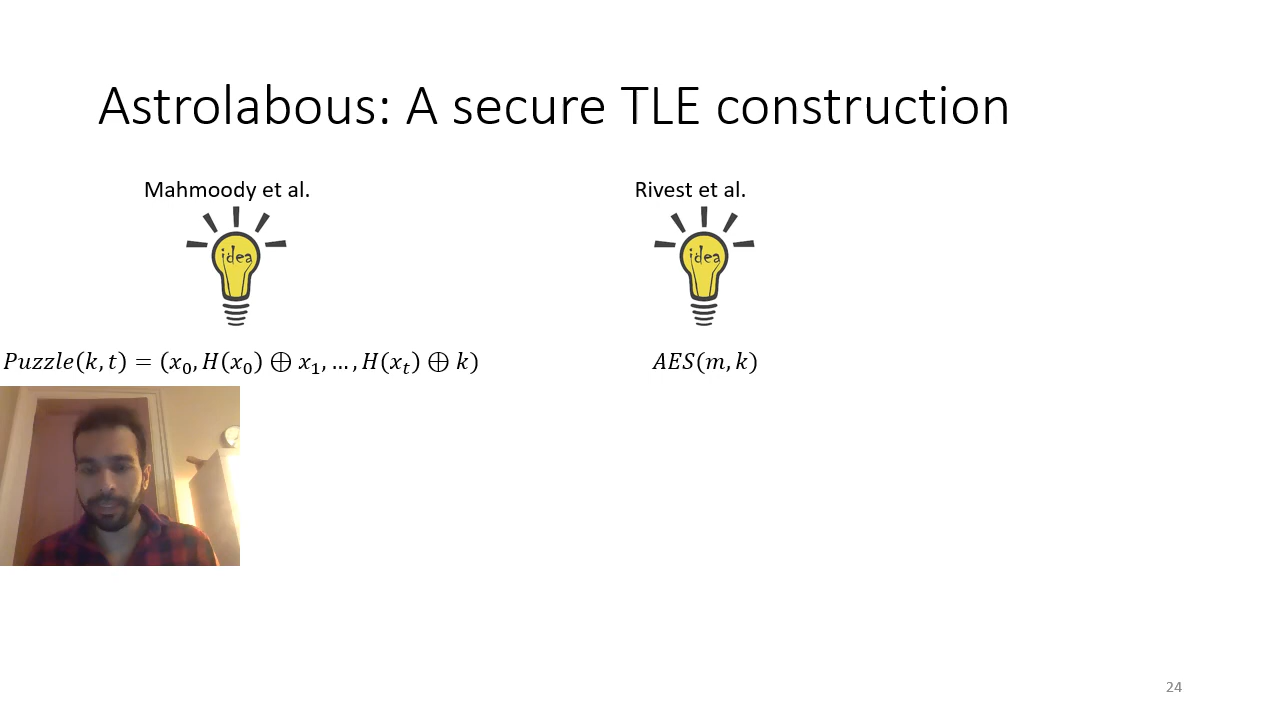 Astrolabous: A secure TLE construction
Mahmoody et al.
Rivest et al.
idea
idea
𝑃𝑢𝑧𝑧𝑙𝑒(𝑘, 𝑡) = (𝑥₀, 𝐻(𝑥₀) ⊕ 𝑥₁, … , 𝐻(𝑥ₜ) ⊕ 𝑘)
𝐴𝐸𝑆(𝑚, 𝑘)
24